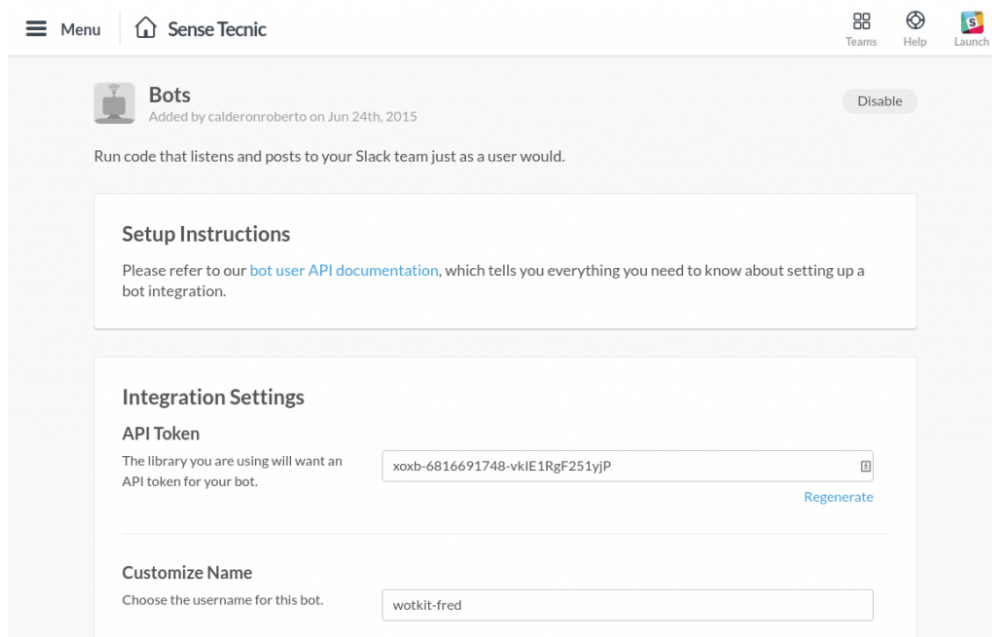 Menu
Sense Tecnic
Teams
Help
Launch
Bots
Added by calderonroberto on Jun 24th, 2015
Disable
Run code that listens and posts to your Slack team just as a user would.
Setup Instructions
Please refer to our bot user API documentation, which tells you everything you need to know about setting up a
bot integration.
Integration Settings
API Token
The library you are using will want an
API token for your bot.
xoxb-6816691748-vkIE1RgF251yjP
Regenerate
Customize Name
Choose the username for this bot.
wotkit-fred